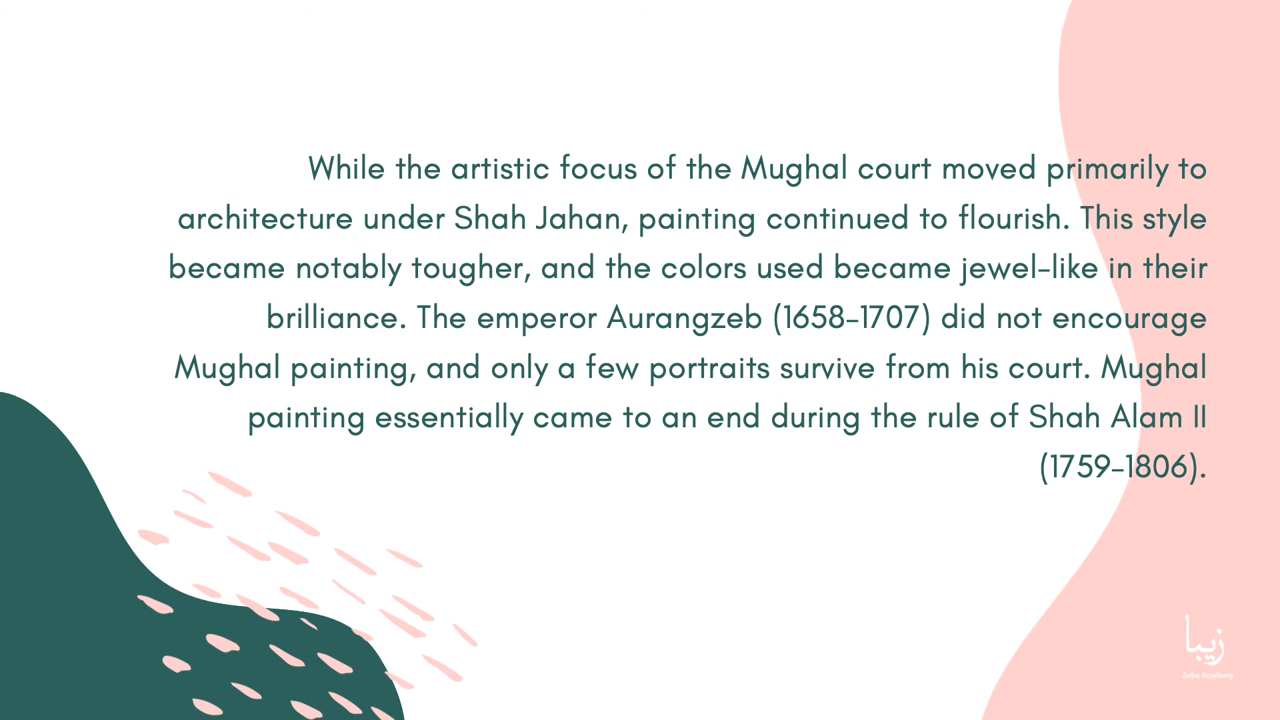 While the artistic focus of the Mughal court moved primarily to
architecture under Shah Jahan, painting continued to flourish. This style
became notably tougher, and the colors used became jewel-like in their
brilliance. The emperor Aurangzeb (1658–1707) did not encourage
Mughal painting, and only a few portraits survive from his court. Mughal
painting essentially came to an end during the rule of Shah Alam II
(1759–1806).
زیبا
Zeba Academy